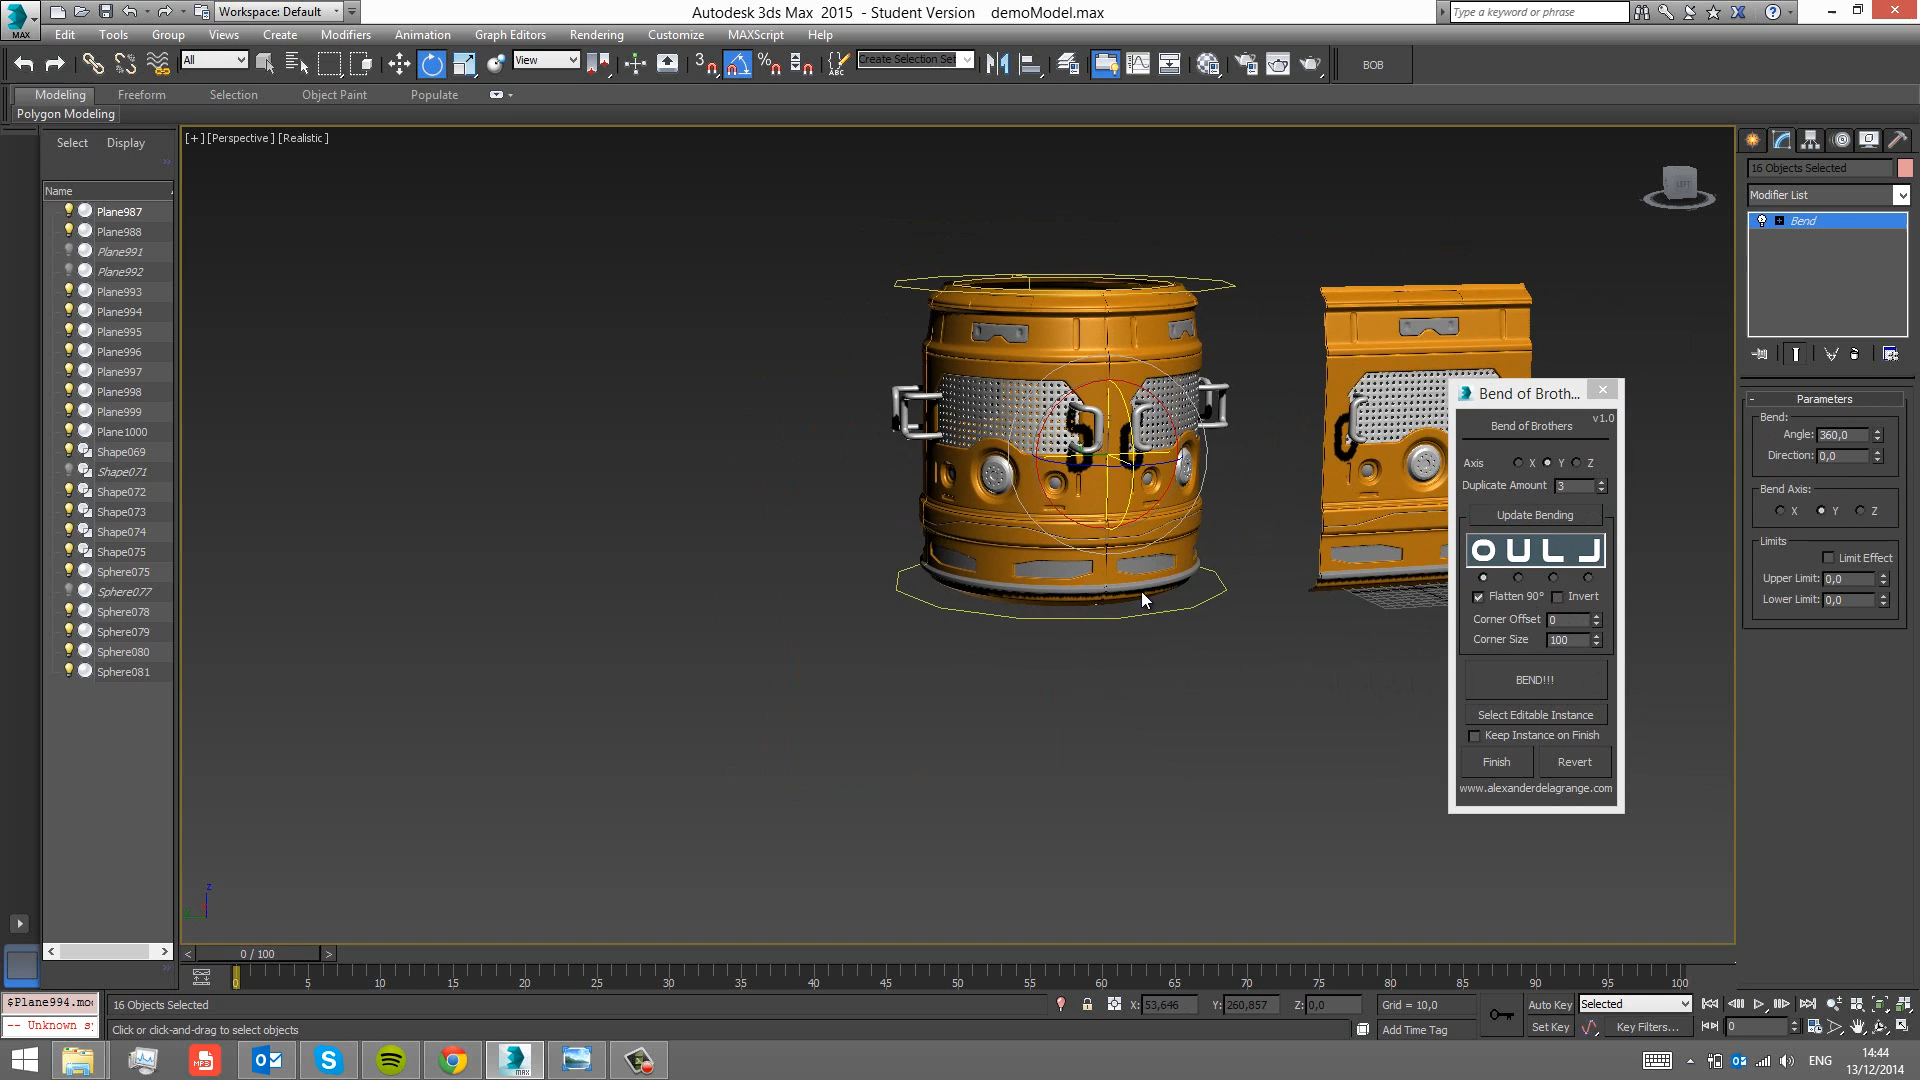 Workspace: Default
Autodesk 3ds Max 2015 - Student Version demoModel.max
Type a keyword or phrase
MAX
Edit Tools Group Views Create Modifiers Animation Graph Editors Rendering Customize MAXScript Help
All
View
3
ABC
Create Selection Set
BOB
Modeling Freeform Selection Object Paint Populate
Polygon Modeling
Select Display
Name
Plane987
Plane988
Plane991
Plane992
Plane993
Plane994
Plane995
Plane996
Plane997
Plane998
Plane999
Plane1000
Shape069
Shape071
Shape072
Shape073
Shape074
Shape075
Sphere075
Sphere077
Sphere078
Sphere079
Sphere080
Sphere081
[+] [Perspective] [Realistic]
LEFT
16 Objects Selected
Modifier List
Bend
Parameters
Bend:
Angle: 360,0
Direction: 0,0
Bend Axis:
X Y Z
Limits
Limit Effect
Upper Limit: 0,0
Lower Limit: 0,0
Bend of Broth...
v1.0
Bend of Brothers
Axis X Y Z
Duplicate Amount 3
Update Bending
O U L J
Flatten 90° Invert
Corner Offset 0
Corner Size 100
BEND!!!
Select Editable Instance
Keep Instance on Finish
Finish Revert
www.alexanderdelagrange.com
z
0 / 100
0 5 10 15 20 25 30 35 40 45 50 55 60 65 70 75 80 85 90 95 100
$Plane994.mo
-- Unknown s
16 Objects Selected
Click or click-and-drag to select objects
X: 53,646 Y: 260,857 Z: 0,0
Grid = 10,0
Add Time Tag
Auto Key Selected
Set Key Key Filters...
0
MP3
MAX
ENG
14:44
13/12/2014